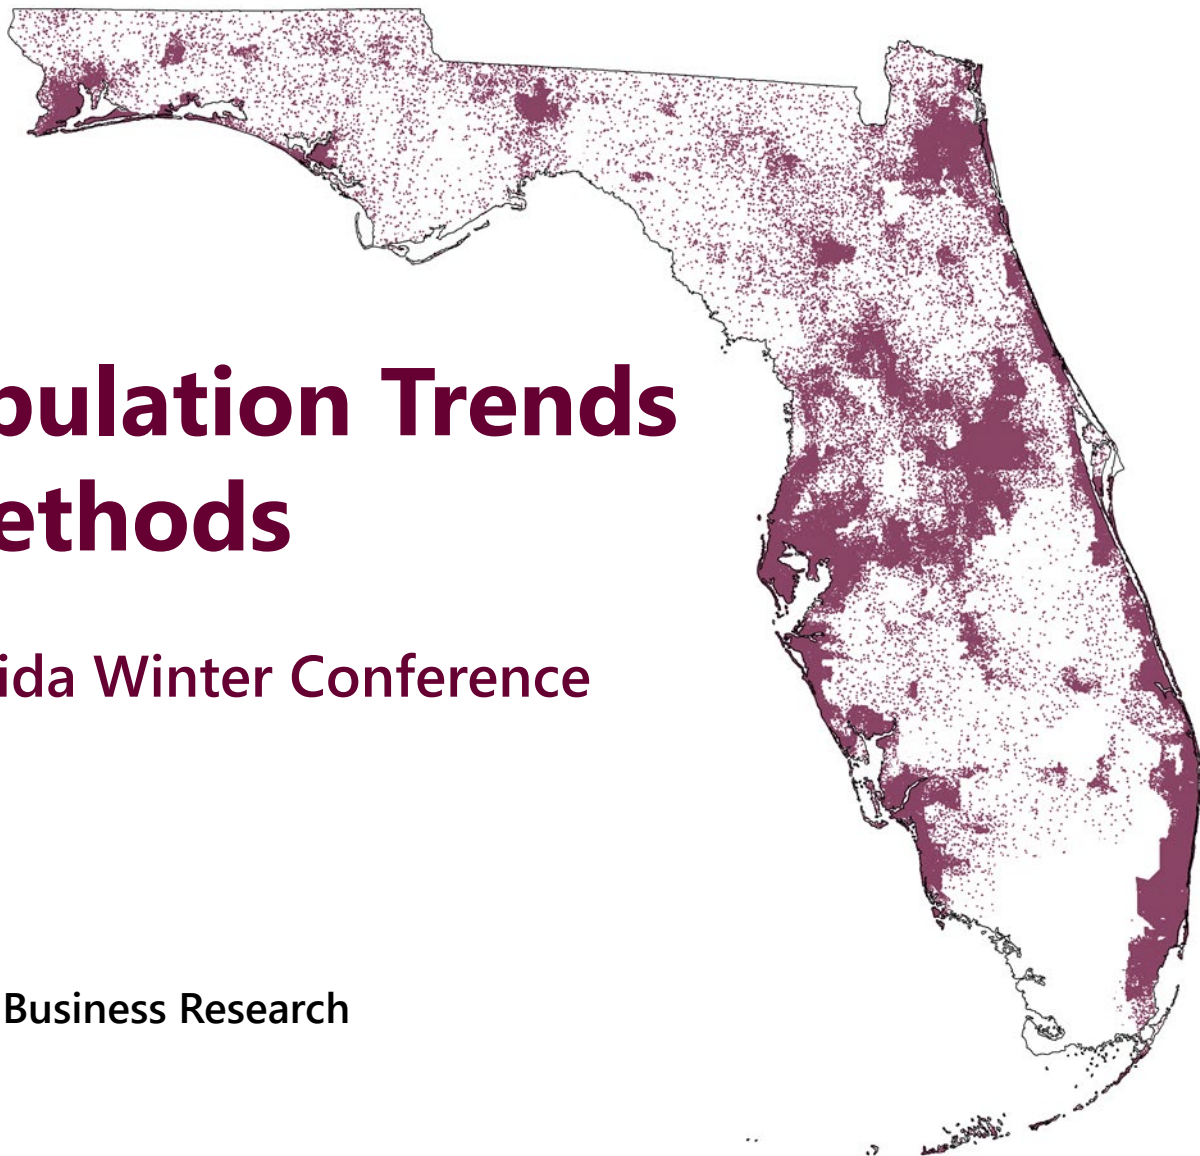 pulation Trends
ethods
ida Winter Conference
Business Research